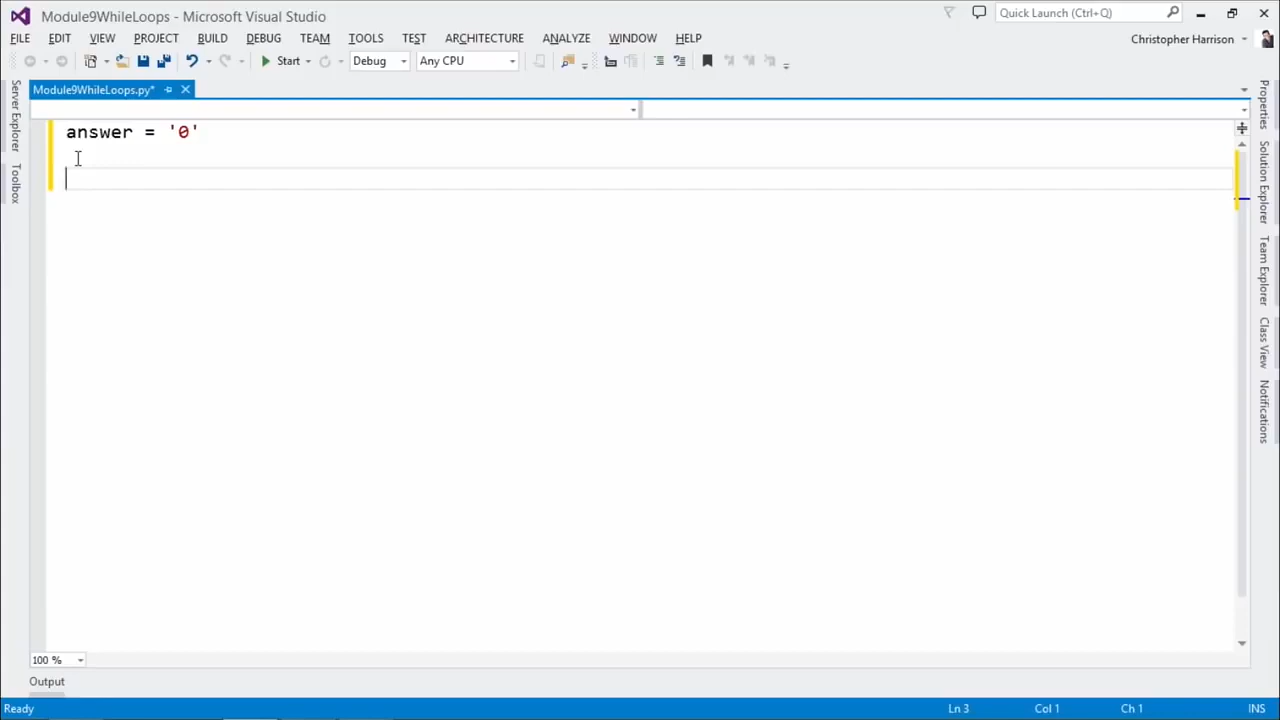 Module9WhileLoops - Microsoft Visual Studio
Quick Launch (Ctrl+Q)
FILE EDIT VIEW PROJECT BUILD DEBUG TEAM TOOLS TEST ARCHITECTURE ANALYZE WINDOW HELP
Christopher Harrison
Start
Debug
Any CPU
Module9WhileLoops.py*
answer = '0'
Server Explorer
Toolbox
Properties
Solution Explorer
Team Explorer
Class View
Notifications
100 %
Output
Ready
Ln 3
Col 1
Ch 1
INS